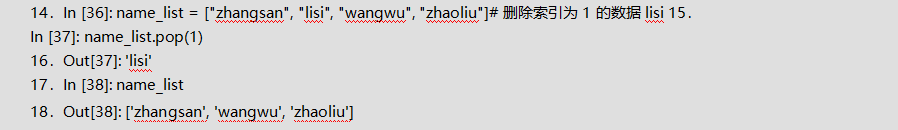 14. In [36]: name_list = ["zhangsan", "lisi", "wangwu", "zhaoliu"]# 删除索引为 1 的数据 lisi 15.
In [37]: name_list.pop(1)
16. Out[37]: 'lisi'
17. In [38]: name_list
18. Out[38]: ['zhangsan', 'wangwu', 'zhaoliu']